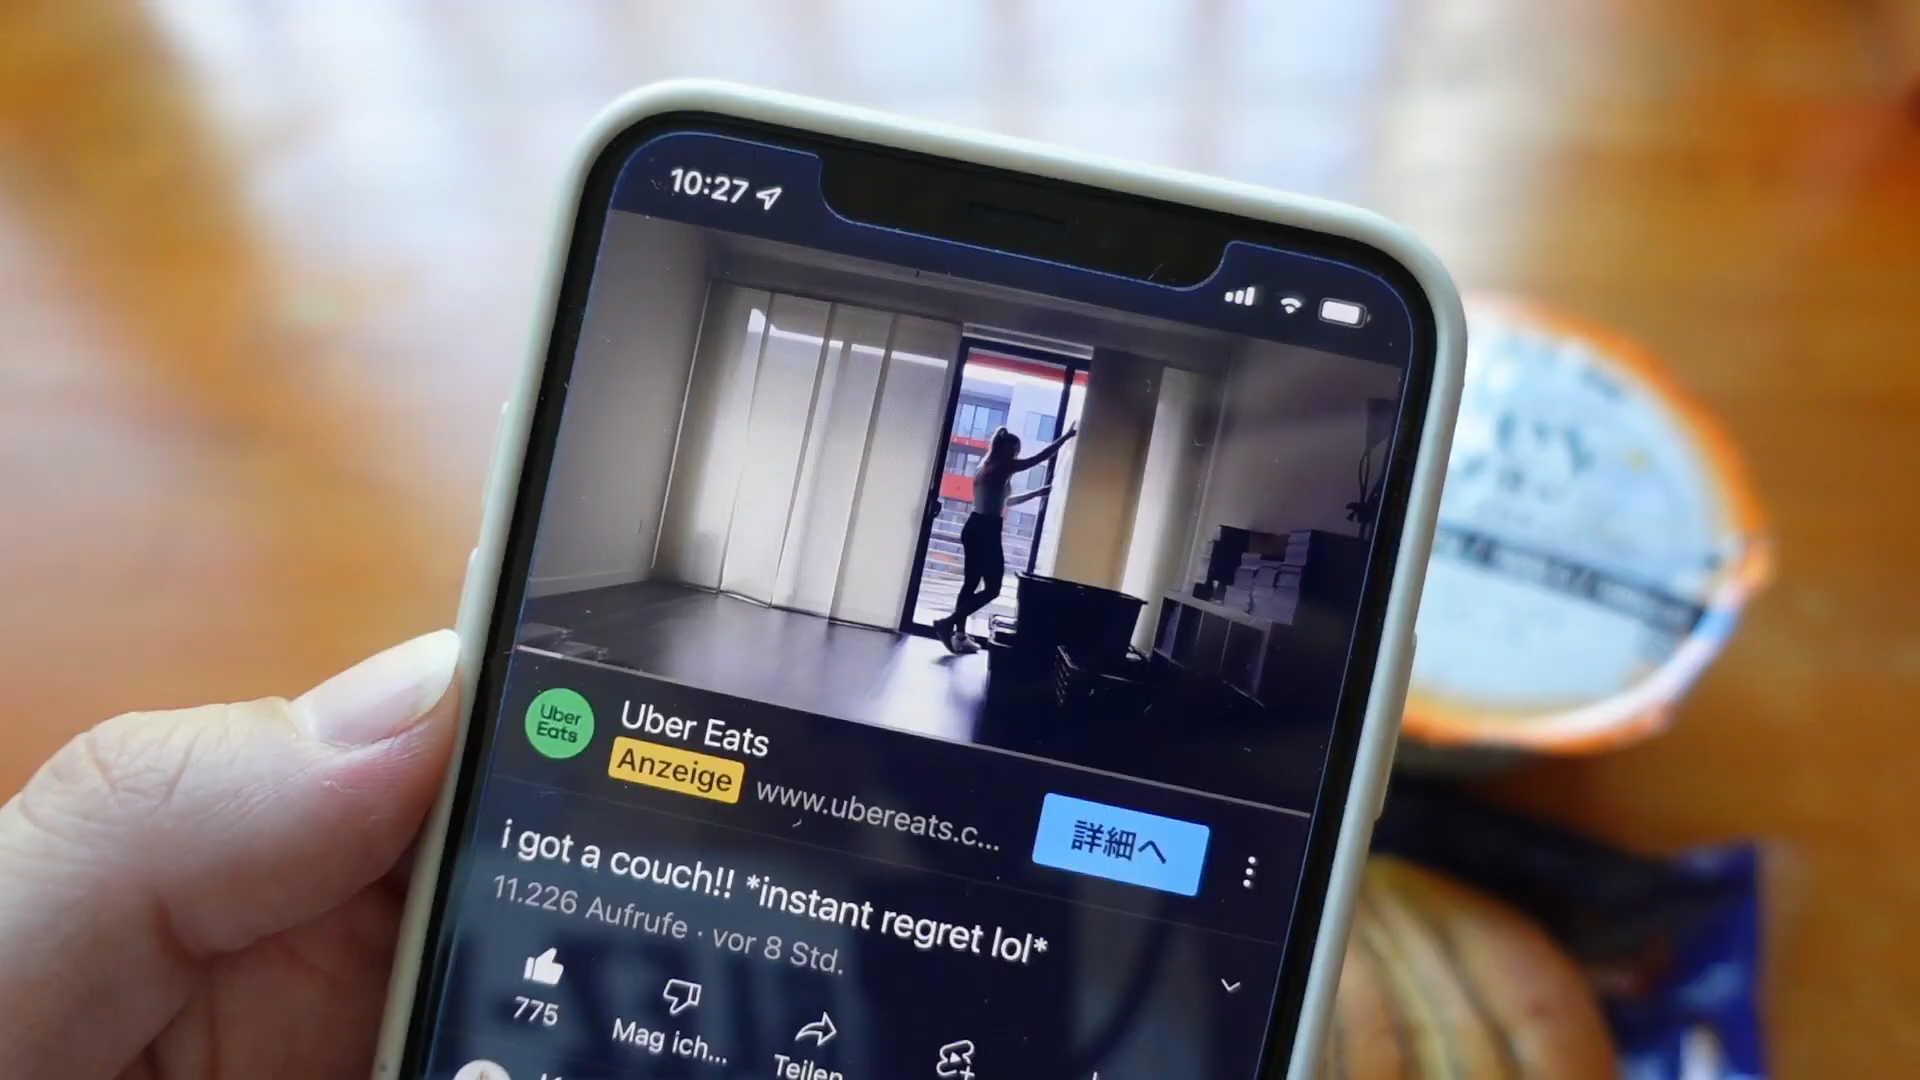 10:27
Uber
Eats
Uber Eats
Anzeige www.ubereats.c...
詳細へ
i got a couch!! *instant regret lol*
11.226 Aufrufe · vor 8 Std.
775
Mag ich...
Teilen